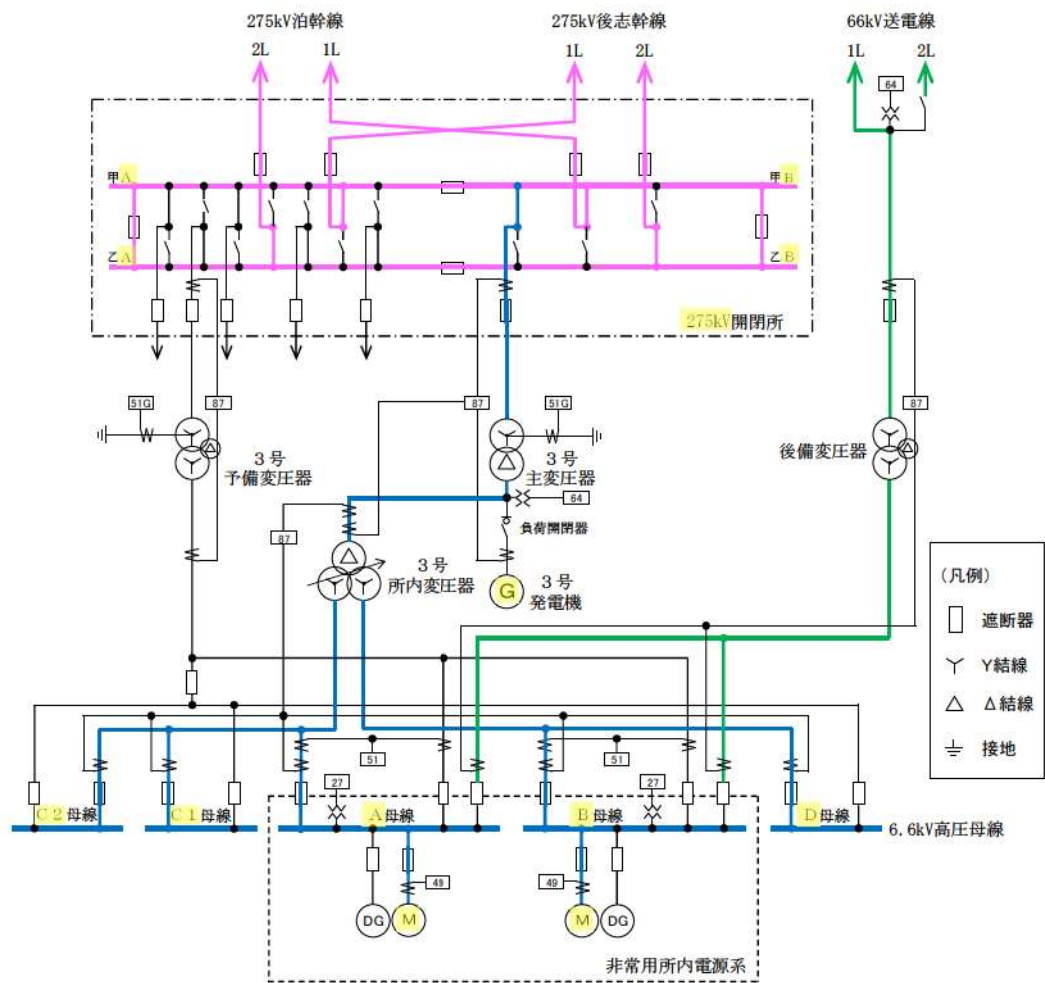 275kV泊幹線
275kV後志幹線
66kV送電線
2L
1L
1L
2L
1L
2L
64
甲A
甲B
乙A
乙B
275kV開閉所
51G
87
87
51G
87
3号
予備変圧器
3号
主変圧器
後備変圧器
64
87
負荷開閉器
3号
所内変圧器
G
3号
発電機
(凡例)
遮断器
Y結線
Δ結線
接地
51
51
27
27
C2母線
C1母線
A母線
B母線
D母線
6.6kV高圧母線
49
49
DG
M
M
DG
非常用所内電源系